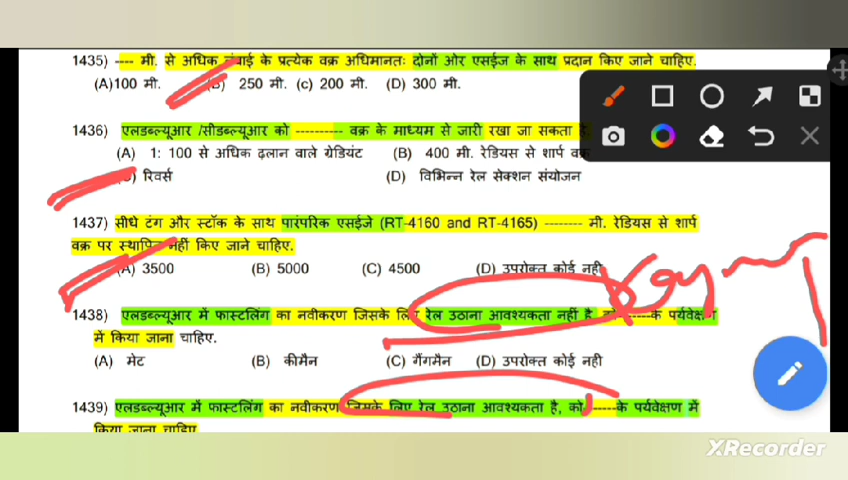 1435) ---- मी. से अधिक लंबाई के प्रत्येक वक्र अधिमानतः दोनों ओर एसईज के साथ प्रदान किए जाने चाहिए.
(A)100 मी. (B) 250 मी. (c) 200 मी. (D) 300 मी.
1436) एलडब्ल्यूआर /सीडब्ल्यूआर को ---------- वक्र के माध्यम से जारी रखा जा सकता है
(A) 1: 100 से अधिक ढ़लान वाले ग्रेडियंट (B) 400 मी. रेडियस से शार्प वक्र
रिवर्स (D) विभिन्न रेल सेक्शन संयोजन
1437) सीधे टंग और स्टॉक के साथ पारंपरिक एसईजे (RT-4160 and RT-4165) -------- मी. रेडियस से शार्प
वक्र पर स्थापित नहीं किए जाने चाहिए.
(A) 3500 (B) 5000 (C) 4500 (D) उपरोक्त कोई नही
1438) एलडब्ल्यूआर में फास्टलिंग का नवीकरण जिसके लिए रेल उठाना आवश्यकता नहीं है, को------के पर्यवेक्षण
में किया जाना चाहिए.
(A) मेट (B) कीमैन (C) गैंगमैन (D) उपरोक्त कोई नही
1439) एलडब्ल्यूआर में फास्टलिंग का नवीकरण जिसके लिए रेल उठाना आवश्यकता है, को------के पर्यवेक्षण में
किया जाना चाहिए
XRecorder